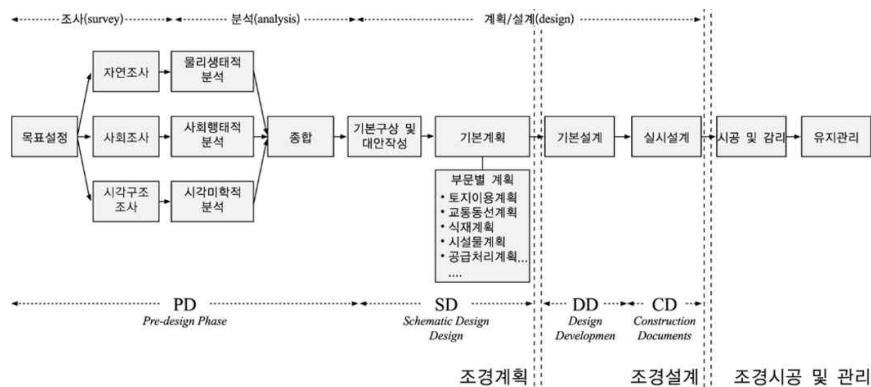 조사(survey)
분석(analysis)
계획/설계(design)
목표설정
자연조사
사회조사
시각구조
조사
물리생태적
분석
사회행태적
분석
시각미학적
분석
종합
기본구상 및
대안작성
기본계획
부문별 계획
• 토지이용계획
• 교통동선계획
• 식재계획
• 시설물계획
• 공급처리계획...
....
기본설계
실시설계
시공 및 감리
유지관리
PD
Pre-design Phase
SD
Schematic Design
Design
DD
Design
Developmen
CD
Construction
Documents
조경계획
조경설계
조경시공 및 관리